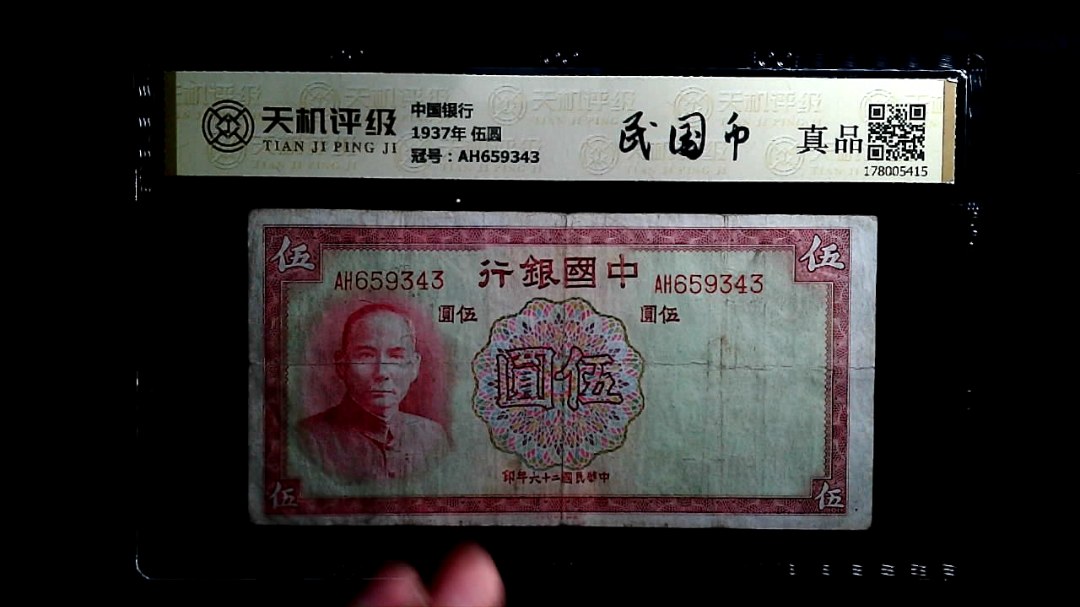 天机评级
TIAN JI PING JI
中国银行
1937年 伍圆
冠号：AH659343
民国币
真品
178005415
伍
伍
行銀國中
AH659343
AH659343
圓伍
圓伍
圓伍
印年六十二國民華中
伍
伍